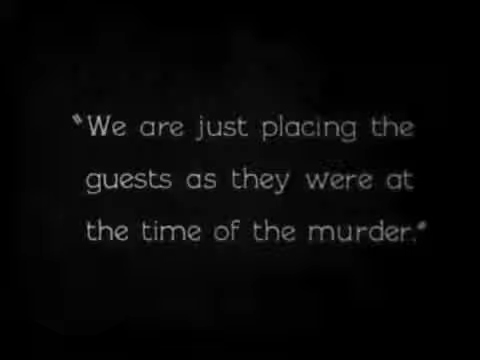 "We are just placing the
guests as they were at
the time of the murder."